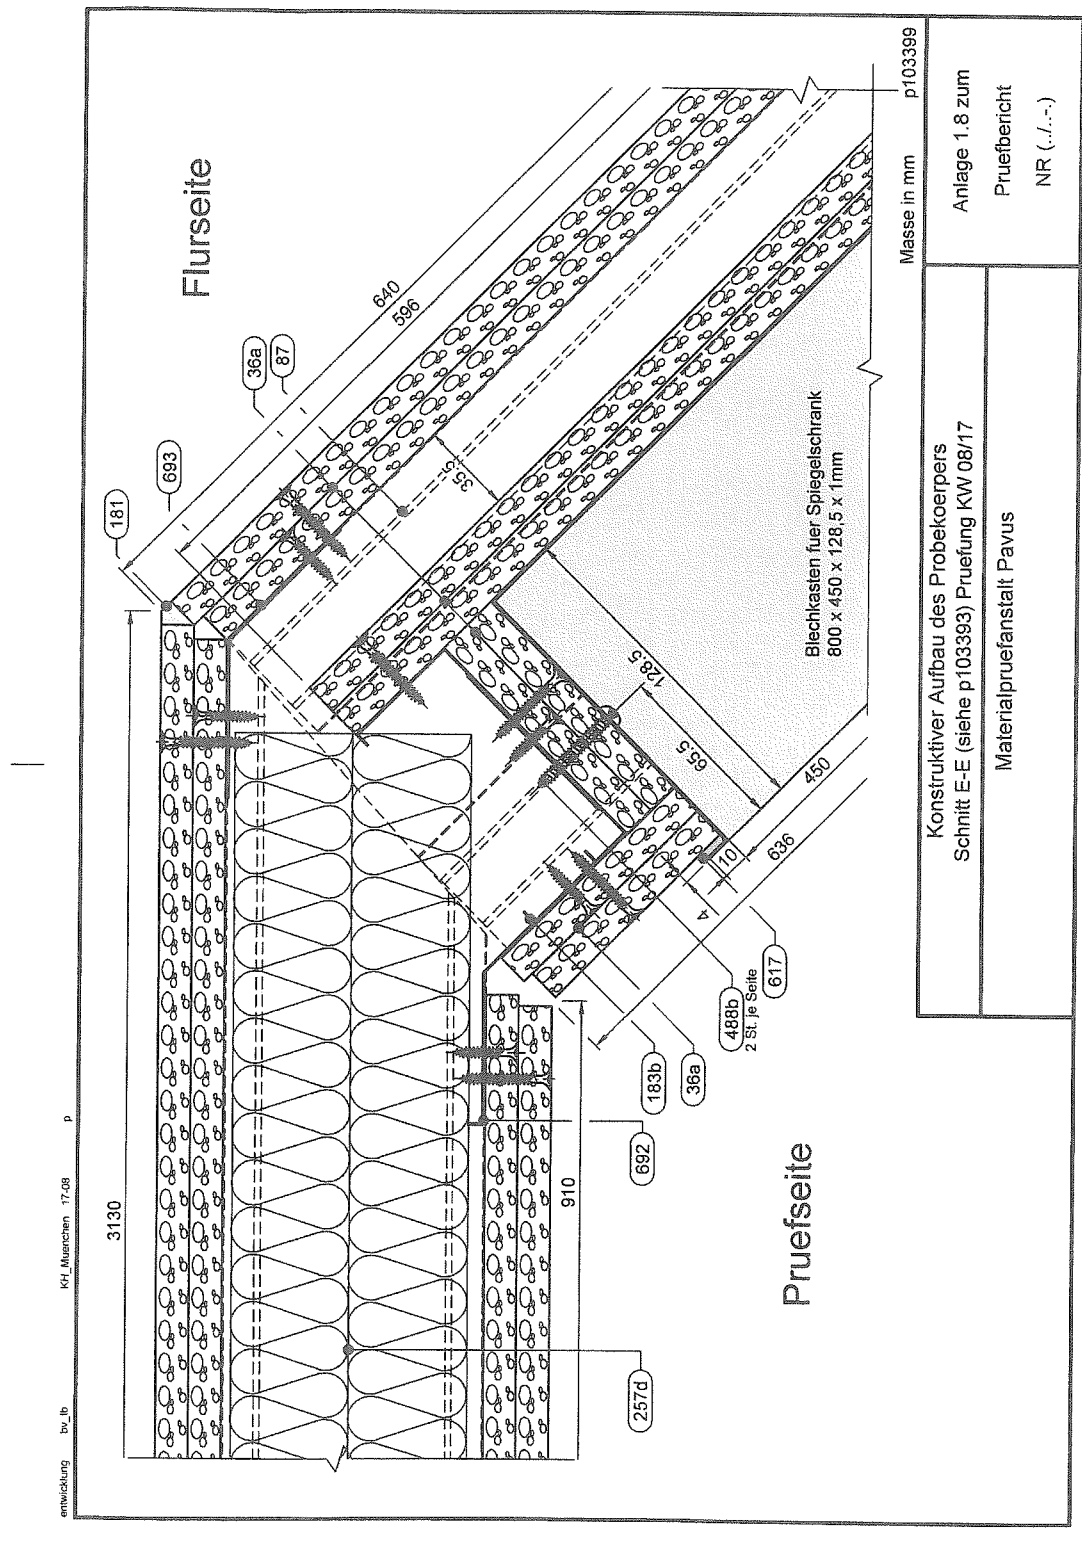 entwicklung bv_lb KH_Muenchen 17-08 p
Flurseite
3130
181
693
36a
87
640
596
35.5
Blechkasten fuer Spiegelschrank
800 x 450 x 128,5 x 1mm
128.5
65.5
450
636
10
4
617
488b
2 St. je Seite
36a
183b
692
910
257d
Pruefseite
Masse in mm
p103399
Konstruktiver Aufbau des Probekoerpers
Schnitt E-E (siehe p103393) Pruefung KW 08/17
Materialpruefanstalt Pavus
Anlage 1.8 zum
Pruefbericht
NR (../..-.)